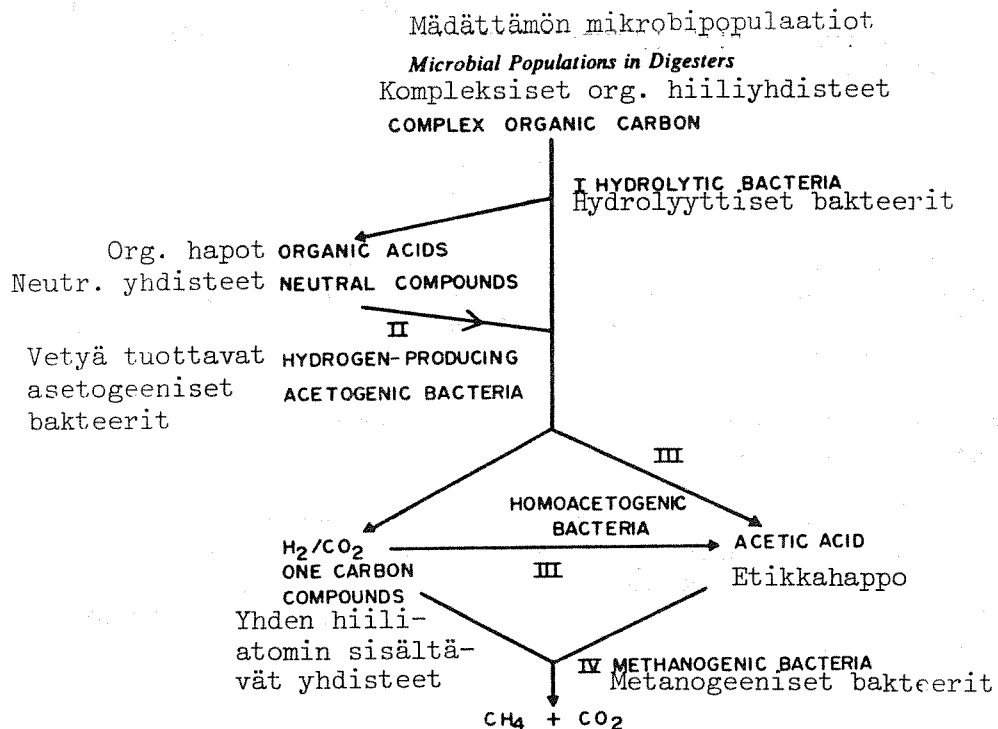 Mädättämön mikrobipopulaatiot
Microbial Populations in Digesters
Kompleksiset org. hiiliyhdisteet
COMPLEX ORGANIC CARBON
I HYDROLYTIC BACTERIA
Hydrolyyttiset bakteerit
Org. hapot ORGANIC ACIDS
Neutr. yhdisteet NEUTRAL COMPOUNDS
II
Vetyä tuottavat HYDROGEN-PRODUCING
asetogeeniset ACETOGENIC BACTERIA
bakteerit
III
HOMOACETOGENIC
BACTERIA
H₂/CO₂
ONE CARBON
COMPOUNDS
III
ACETIC ACID
Etikkahappo
Yhden hiili-
atomin sisältä-
vät yhdisteet
IV METHANOGENIC BACTERIA
Metanogeeniset bakteerit
CH₄ + CO₂